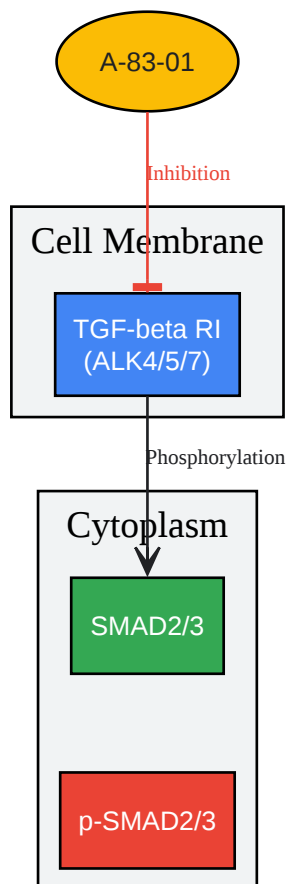 A-83-01
Inhibition
Cell Membrane
TGF-beta RI
(ALK4/5/7)
Phosphorylation
Cytoplasm
SMAD2/3
p-SMAD2/3